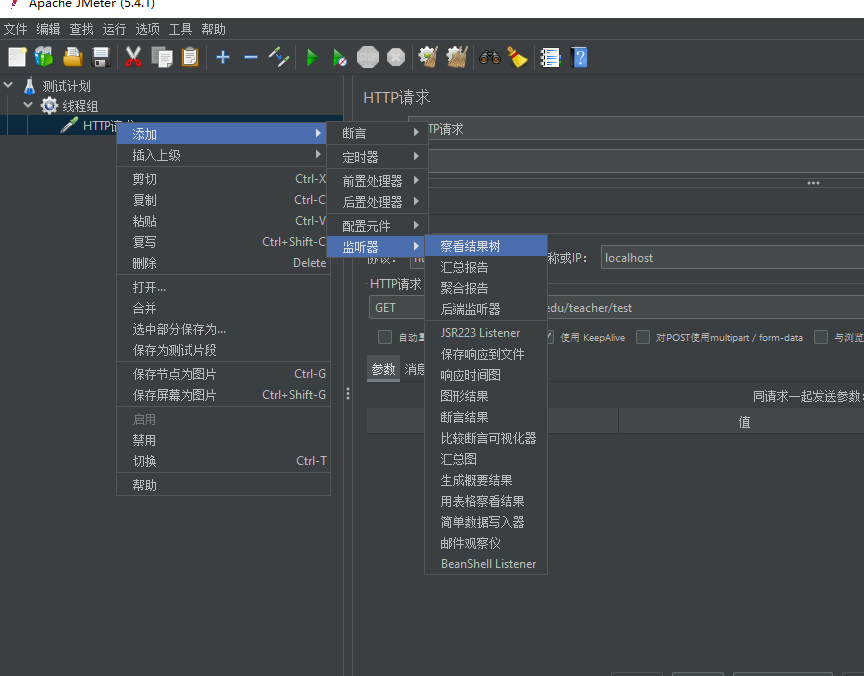 Apache JMeter (5.4.1)
文件 编辑 查找 运行 选项 工具 帮助
测试计划
线程组
HTTP请
添加
插入上级
剪切 Ctrl-X
复制 Ctrl-C
粘贴 Ctrl-V
复写 Ctrl+Shift-C
删除 Delete
打开...
合并
选中部分保存为...
保存为测试片段
保存节点为图片 Ctrl-G
保存屏幕为图片 Ctrl+Shift-G
启用
禁用
切换 Ctrl-T
帮助
断言
定时器
前置处理器
后置处理器
配置元件
监听器
察看结果树
汇总报告
聚合报告
后端监听器
JSR223 Listener
保存响应到文件
响应时间图
图形结果
断言结果
比较断言可视化器
汇总图
生成概要结果
用表格察看结果
简单数据写入器
邮件观察仪
BeanShell Listener
HTTP请求
TP请求
协议:
称或IP: localhost
HTTP请求
GET
edu/teacher/test
自动重
使用 KeepAlive
对POST使用multipart / form-data
与浏览
参数 消息
同请求一起发送参数:
值